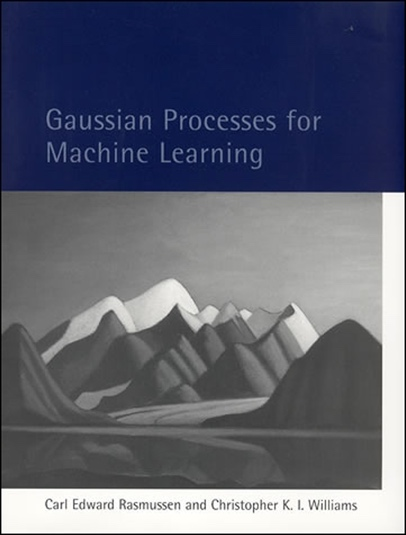 Gaussian Processes for
Machine Learning
Carl Edward Rasmussen and Christopher K. I. Williams